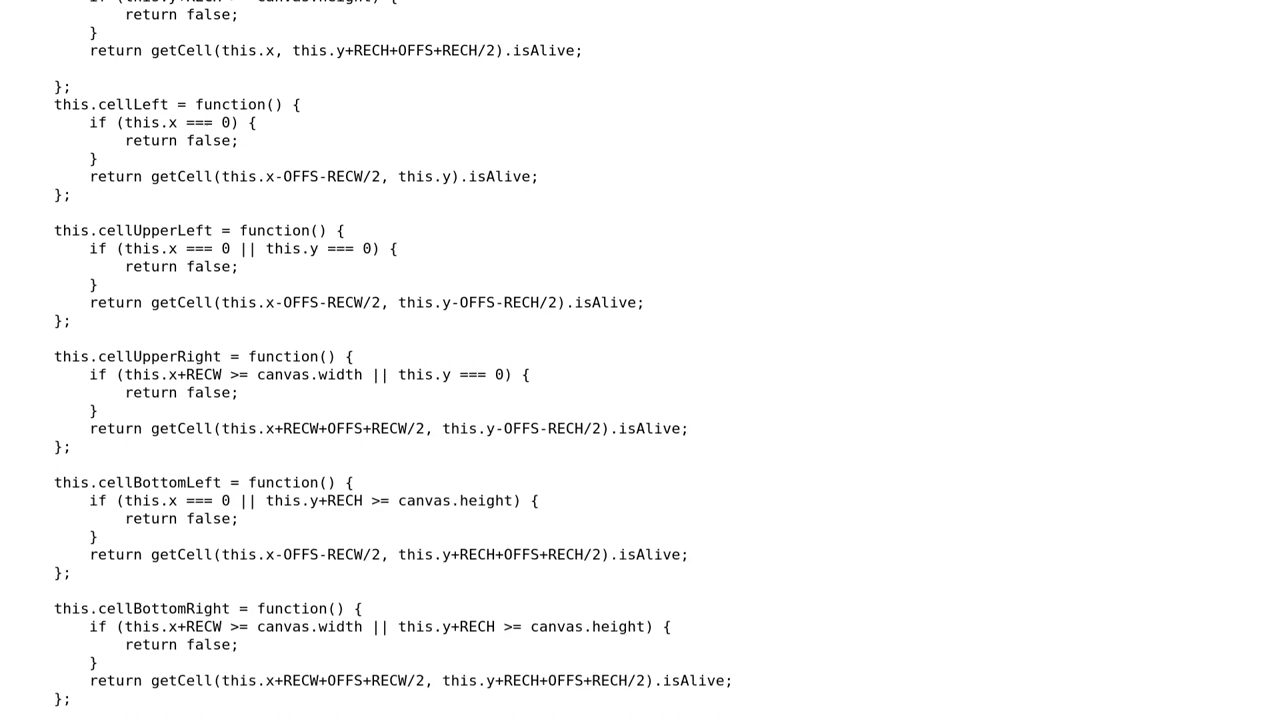 if (this.y+RECH >= canvas.height) {
return false;
}
return getCell(this.x, this.y+RECH+OFFS+RECH/2).isAlive;
};
this.cellLeft = function() {
if (this.x === 0) {
return false;
}
return getCell(this.x-OFFS-RECW/2, this.y).isAlive;
};
this.cellUpperLeft = function() {
if (this.x === 0 || this.y === 0) {
return false;
}
return getCell(this.x-OFFS-RECW/2, this.y-OFFS-RECH/2).isAlive;
};
this.cellUpperRight = function() {
if (this.x+RECW >= canvas.width || this.y === 0) {
return false;
}
return getCell(this.x+RECW+OFFS+RECW/2, this.y-OFFS-RECH/2).isAlive;
};
this.cellBottomLeft = function() {
if (this.x === 0 || this.y+RECH >= canvas.height) {
return false;
}
return getCell(this.x-OFFS-RECW/2, this.y+RECH+OFFS+RECH/2).isAlive;
};
this.cellBottomRight = function() {
if (this.x+RECW >= canvas.width || this.y+RECH >= canvas.height) {
return false;
}
return getCell(this.x+RECW+OFFS+RECW/2, this.y+RECH+OFFS+RECH/2).isAlive;
};